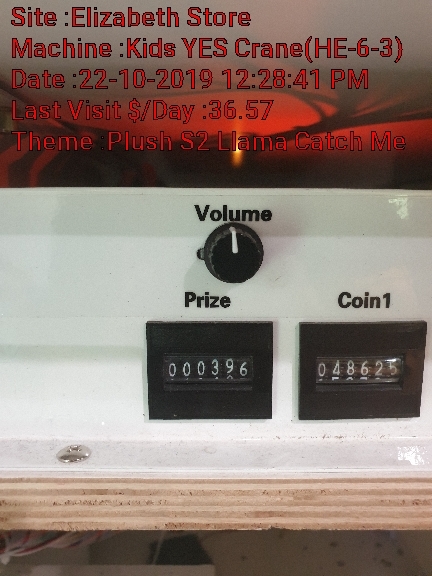 Site :Elizabeth Store
Machine :Kids YES Crane(HE-6-3)
Date :22-10-2019 12:28:41 PM
Last Visit $/Day :36.57
Theme :Plush S2 Llama Catch Me
Volume
Prize Coin1
000396 048625